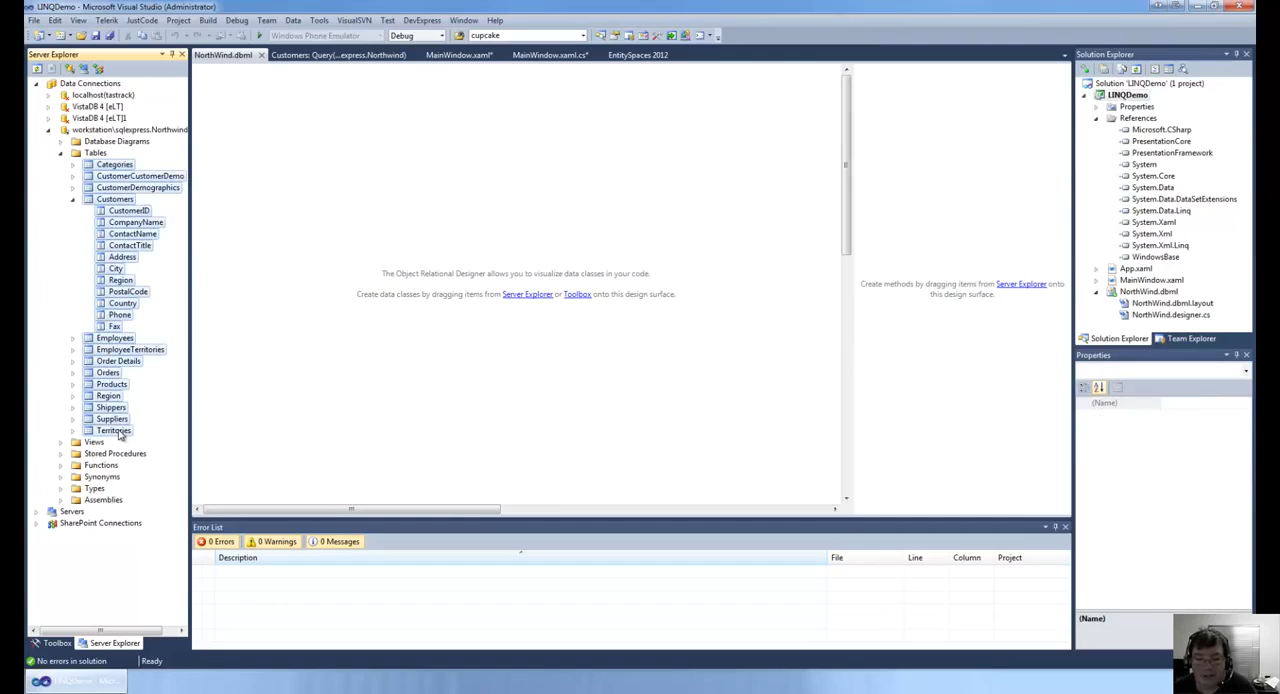 LINQDemo - Microsoft Visual Studio (Administrator)
File Edit View Telerik JustCode Project Build Debug Team Data Tools VisualSVN Test DevExpress Window Help
Windows Phone Emulator Debug cupcake
Server Explorer
Data Connections
localhost(tastrack)
VistaDB 4 [eLT]
VistaDB 4 [eLT]1
workstation\sqlexpress.Northwind
Database Diagrams
Tables
Categories
CustomerCustomerDemo
CustomerDemographics
Customers
CustomerID
CompanyName
ContactName
ContactTitle
Address
City
Region
PostalCode
Country
Phone
Fax
Employees
EmployeeTerritories
Order Details
Orders
Products
Region
Shippers
Suppliers
Territories
Views
Stored Procedures
Functions
Synonyms
Types
Assemblies
Servers
SharePoint Connections
Toolbox Server Explorer
NorthWind.dbml Customers: Query(...express.Northwind) MainWindow.xaml* MainWindow.xaml.cs* EntitySpaces 2012
The Object Relational Designer allows you to visualize data classes in your code.
Create data classes by dragging items from Server Explorer or Toolbox onto this design surface.
Create methods by dragging items from Server Explorer onto
this design surface.
Error List
0 Errors 0 Warnings 0 Messages
Description File Line Column Project
Solution Explorer
Solution 'LINQDemo' (1 project)
LINQDemo
Properties
References
Microsoft.CSharp
PresentationCore
PresentationFramework
System
System.Core
System.Data
System.Data.DataSetExtensions
System.Data.Linq
System.Xaml
System.Xml
System.Xml.Linq
WindowsBase
App.xaml
MainWindow.xaml
NorthWind.dbml
NorthWind.dbml.layout
NorthWind.designer.cs
Solution Explorer Team Explorer
Properties
(Name)
(Name)
No errors in solution Ready